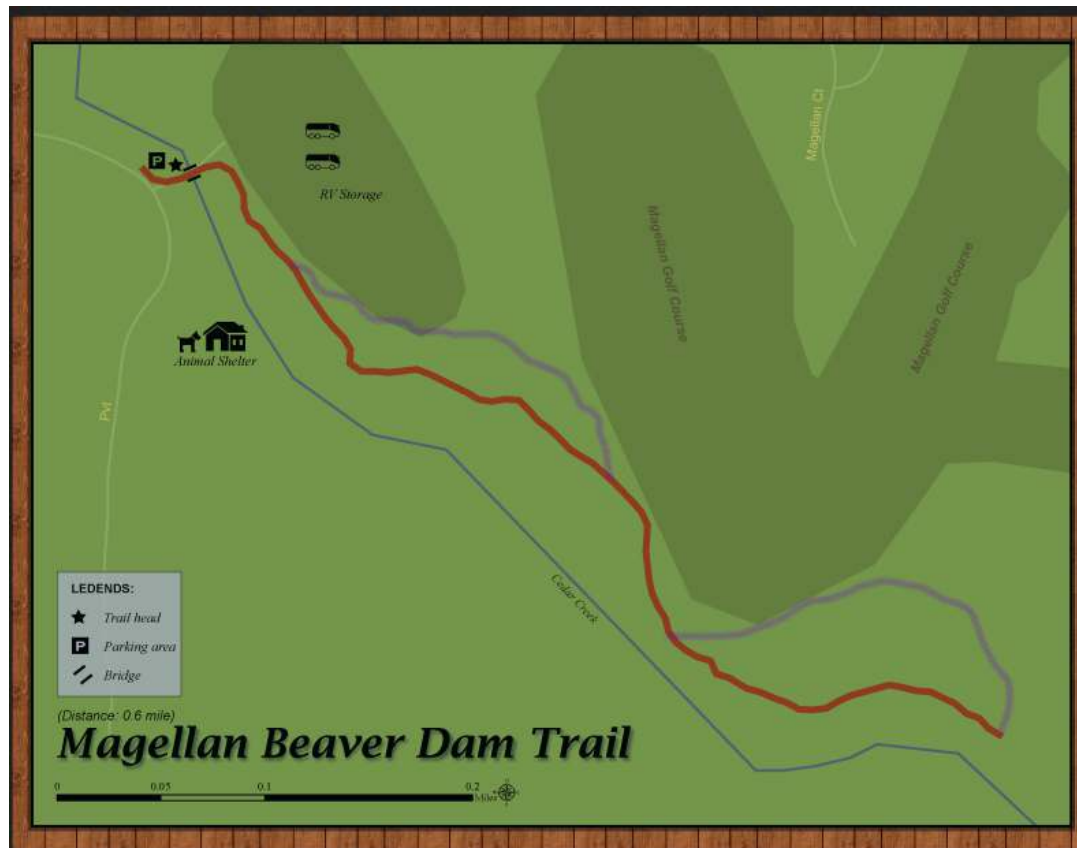 Magellan Ct
P
RV Storage
Magellan Golf Course
Magellan Golf Course
Animal Shelter
Pvt
Cedar Creek
LEDENDS:
Trail head
P Parking area
Bridge
(Distance: 0.6 mile)
Magellan Beaver Dam Trail
0 0.05 0.1 0.2
Miles